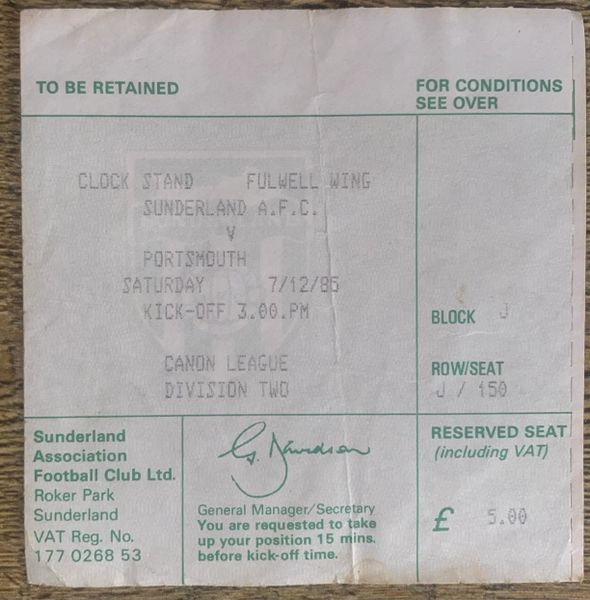 TO BE RETAINED
FOR CONDITIONS
SEE OVER
CLOCK STAND FULWELL WING
SUNDERLAND A.F.C.
V
PORTSMOUTH
SATURDAY 7/12/85
KICK-OFF 3.00.PM
CANON LEAGUE
DIVISION TWO
BLOCK J
ROW/SEAT
J / 150
Sunderland
Association
Football Club Ltd.
Roker Park
Sunderland
VAT Reg. No.
177 0268 53
G. Davidson
General Manager/Secretary
You are requested to take
up your position 15 mins.
before kick-off time.
RESERVED SEAT
(including VAT)
£ 5.00